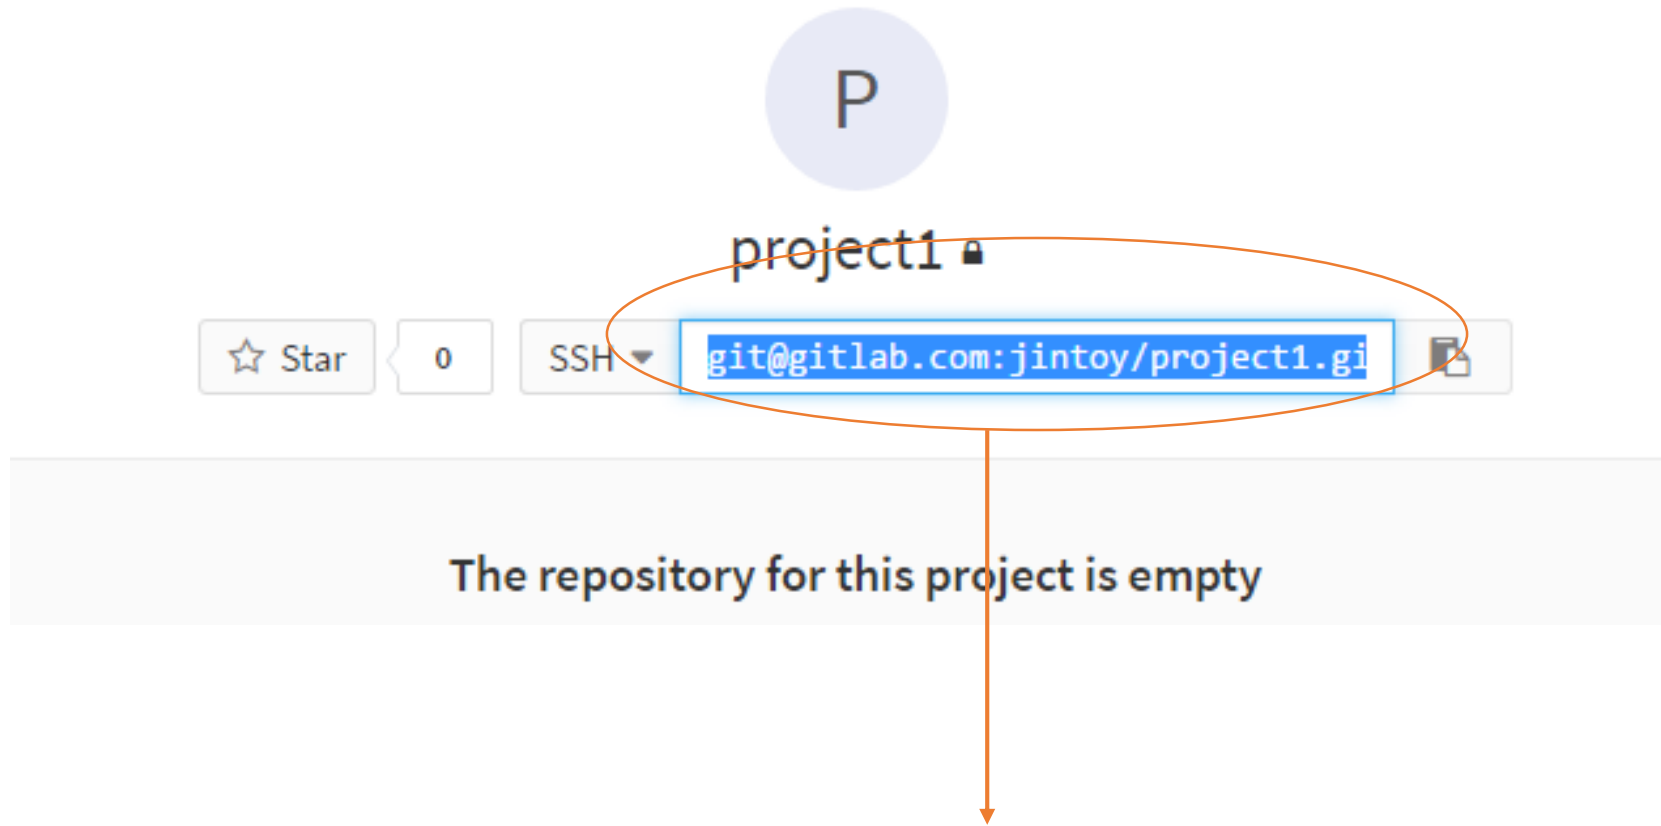 P
project1
Star 0 SSH git@gitlab.com:jintoy/project1.gi
The repository for this project is empty